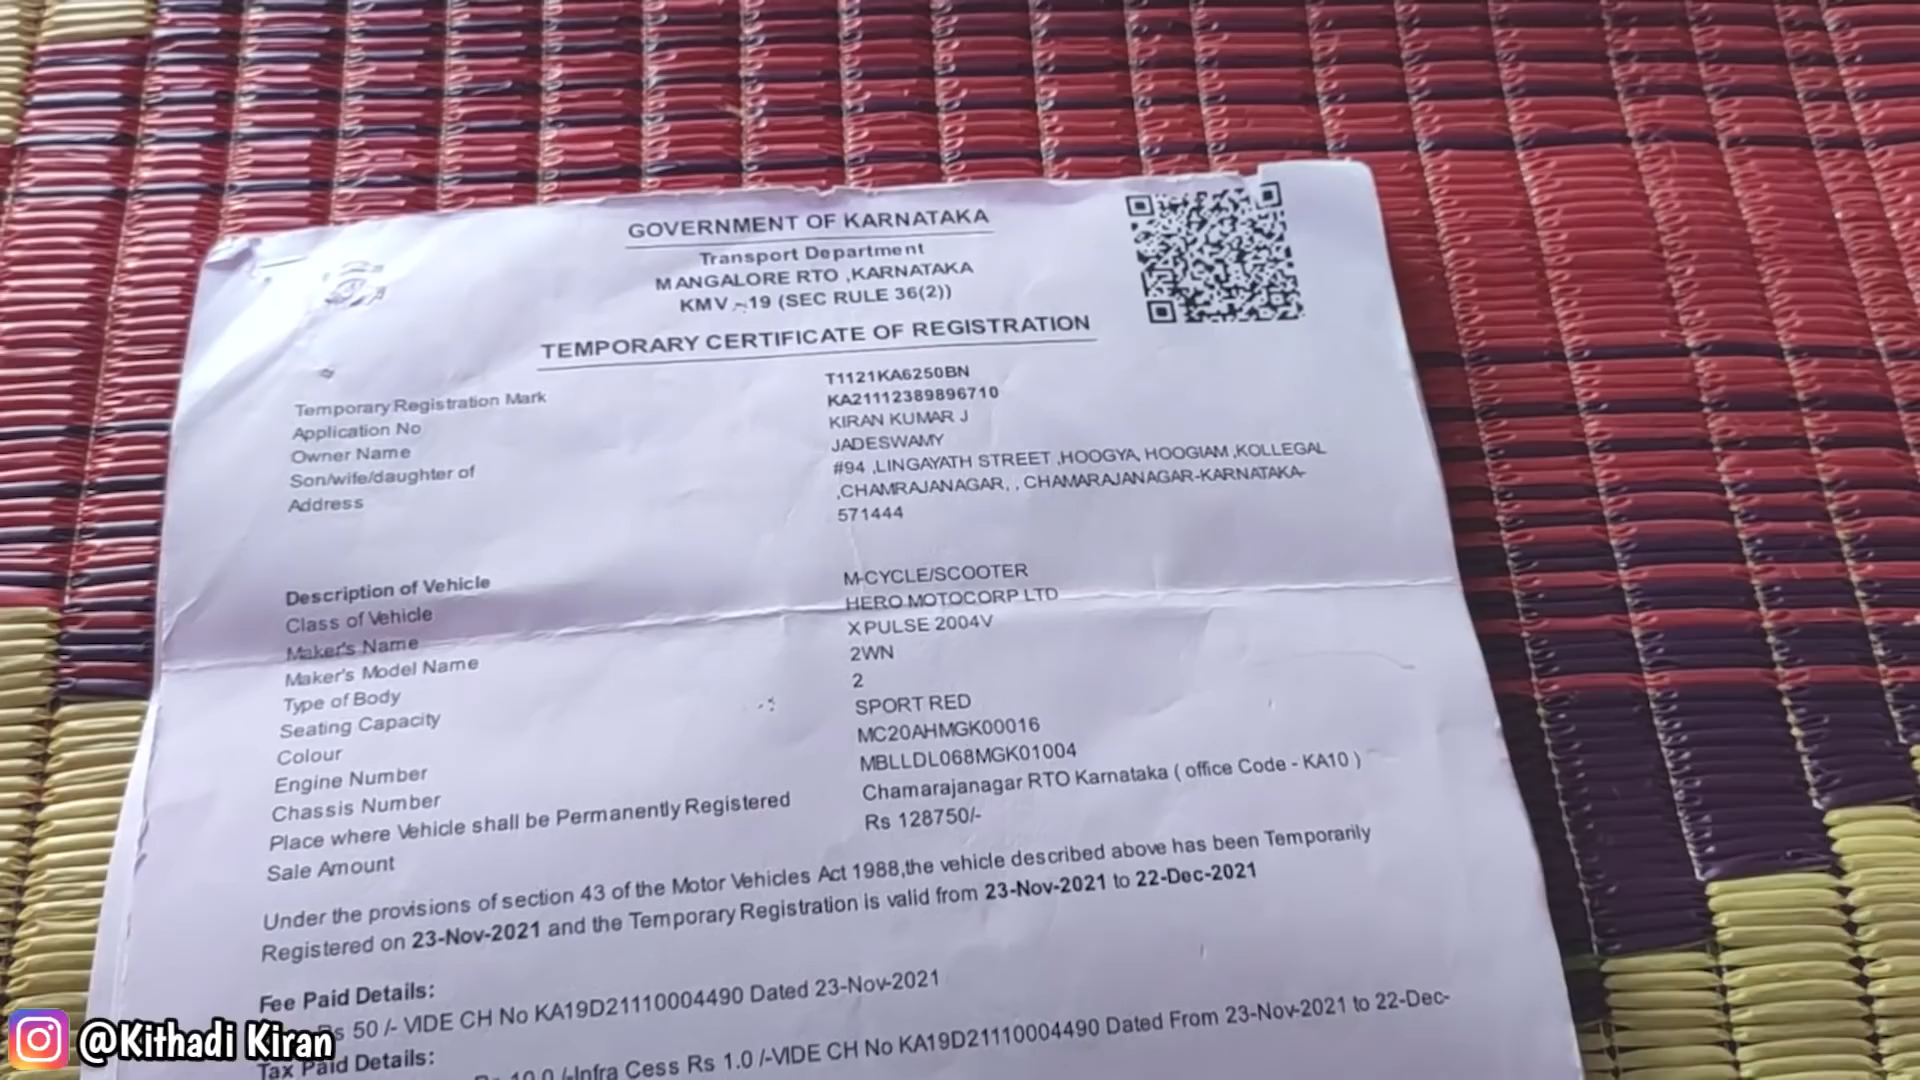 GOVERNMENT OF KARNATAKA
Transport Department
MANGALORE RTO ,KARNATAKA
KMV - 19 (SEC RULE 36(2))
TEMPORARY CERTIFICATE OF REGISTRATION
Temporary Registration Mark T1121KA6250BN
Application No KA21112389896710
Owner Name KIRAN KUMAR J
Son/wife/daughter of JADESWAMY
Address #94 ,LINGAYATH STREET ,HOOGYA, HOOGIAM ,KOLLEGAL
,CHAMRAJANAGAR, , CHAMARAJANAGAR-KARNATAKA-
571444
Description of Vehicle
Class of Vehicle M-CYCLE/SCOOTER
Maker's Name HERO MOTOCORP LTD
Maker's Model Name XPULSE 2004V
Type of Body 2WN
Seating Capacity 2
Colour SPORT RED
Engine Number MC20AHMGK00016
Chassis Number MBLLDL068MGK01004
Place where Vehicle shall be Permanently Registered Chamarajanagar RTO Karnataka ( office Code - KA10 )
Sale Amount Rs 128750/-
Under the provisions of section 43 of the Motor Vehicles Act 1988,the vehicle described above has been Temporarily
Registered on 23-Nov-2021 and the Temporary Registration is valid from 23-Nov-2021 to 22-Dec-2021
Fee Paid Details:
Rs 50 /- VIDE CH No KA19D21110004490 Dated 23-Nov-2021
Tax Paid Details:
10.0 /-Infra Cess Rs 1.0 /-VIDE CH No KA19D21110004490 Dated From 23-Nov-2021 to 22-Dec-
@Kithadi Kiran